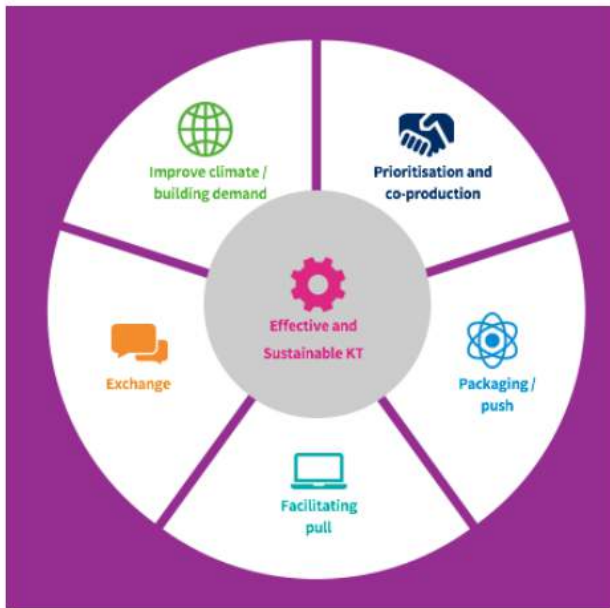 Improve climate /
building demand
Prioritisation and
co-production
Effective and
Sustainable KT
Exchange
Packaging /
push
Facilitating
pull